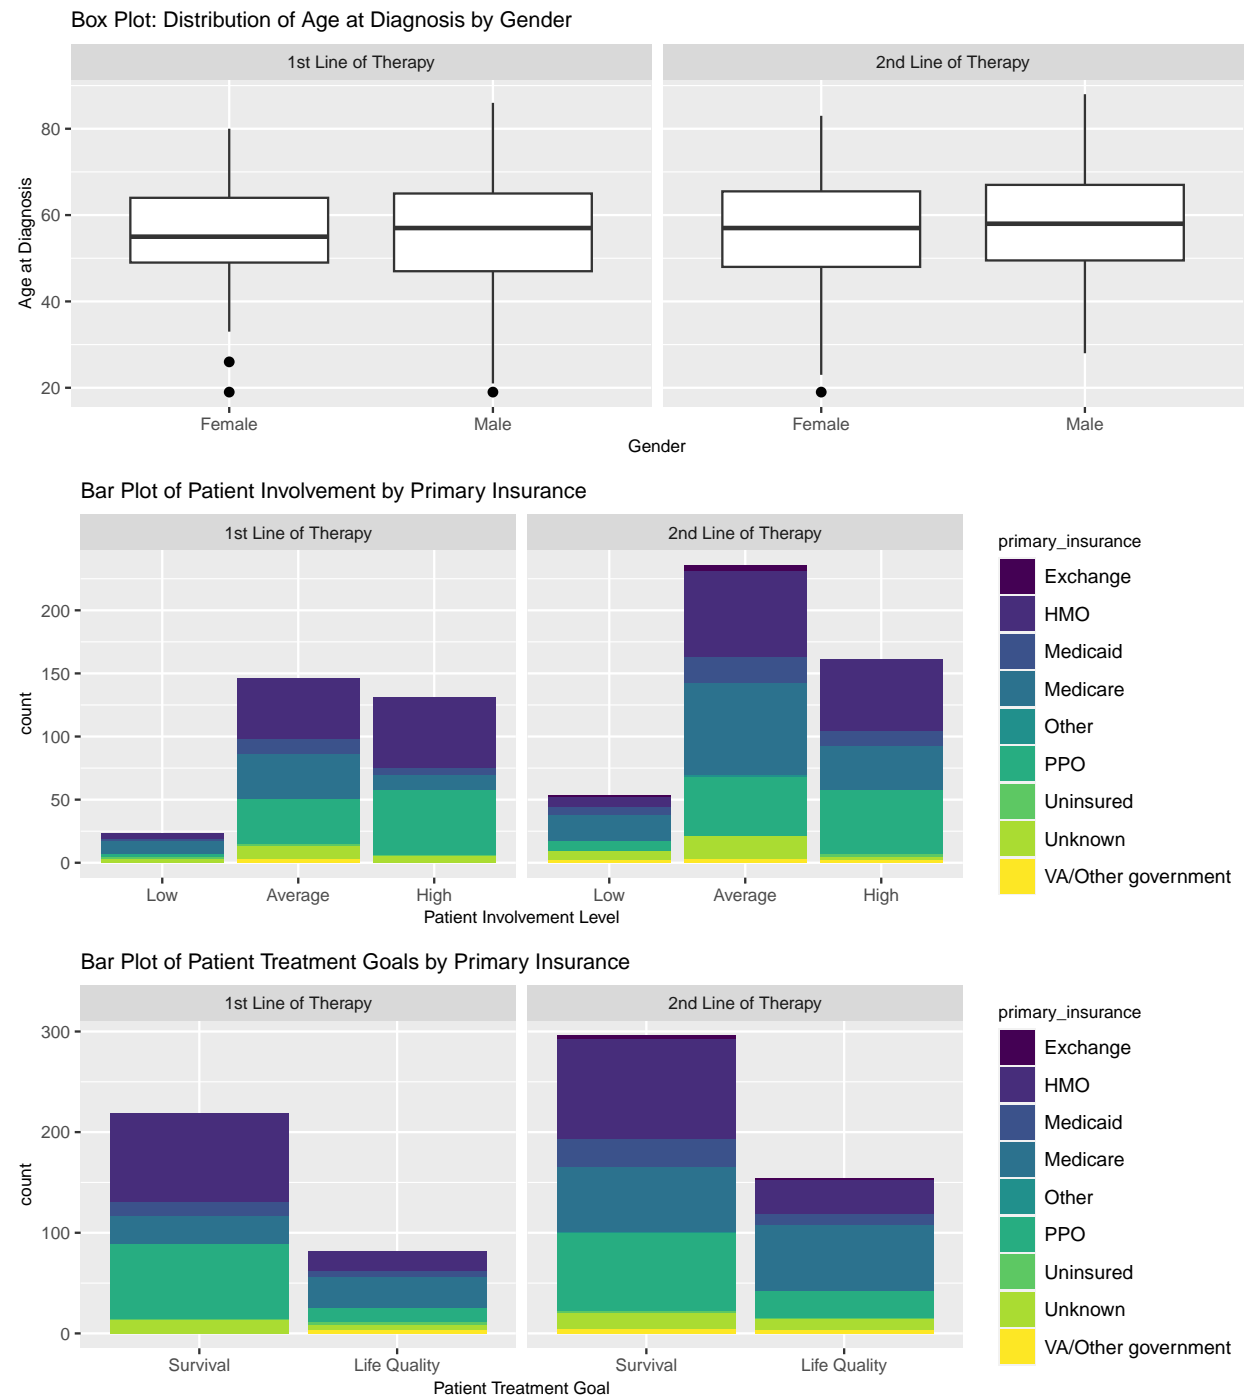 Box Plot: Distribution of Age at Diagnosis by Gender
1st Line of Therapy
2nd Line of Therapy
80
60
40
20
Age at Diagnosis
Female
Male
Female
Male
Gender
Bar Plot of Patient Involvement by Primary Insurance
1st Line of Therapy
2nd Line of Therapy
200
150
100
50
0
count
Low
Average
High
Low
Average
High
Patient Involvement Level
primary_insurance
Exchange
HMO
Medicaid
Medicare
Other
PPO
Uninsured
Unknown
VA/Other government
Bar Plot of Patient Treatment Goals by Primary Insurance
1st Line of Therapy
2nd Line of Therapy
300
200
100
0
count
Survival
Life Quality
Survival
Life Quality
Patient Treatment Goal
primary_insurance
Exchange
HMO
Medicaid
Medicare
Other
PPO
Uninsured
Unknown
VA/Other government